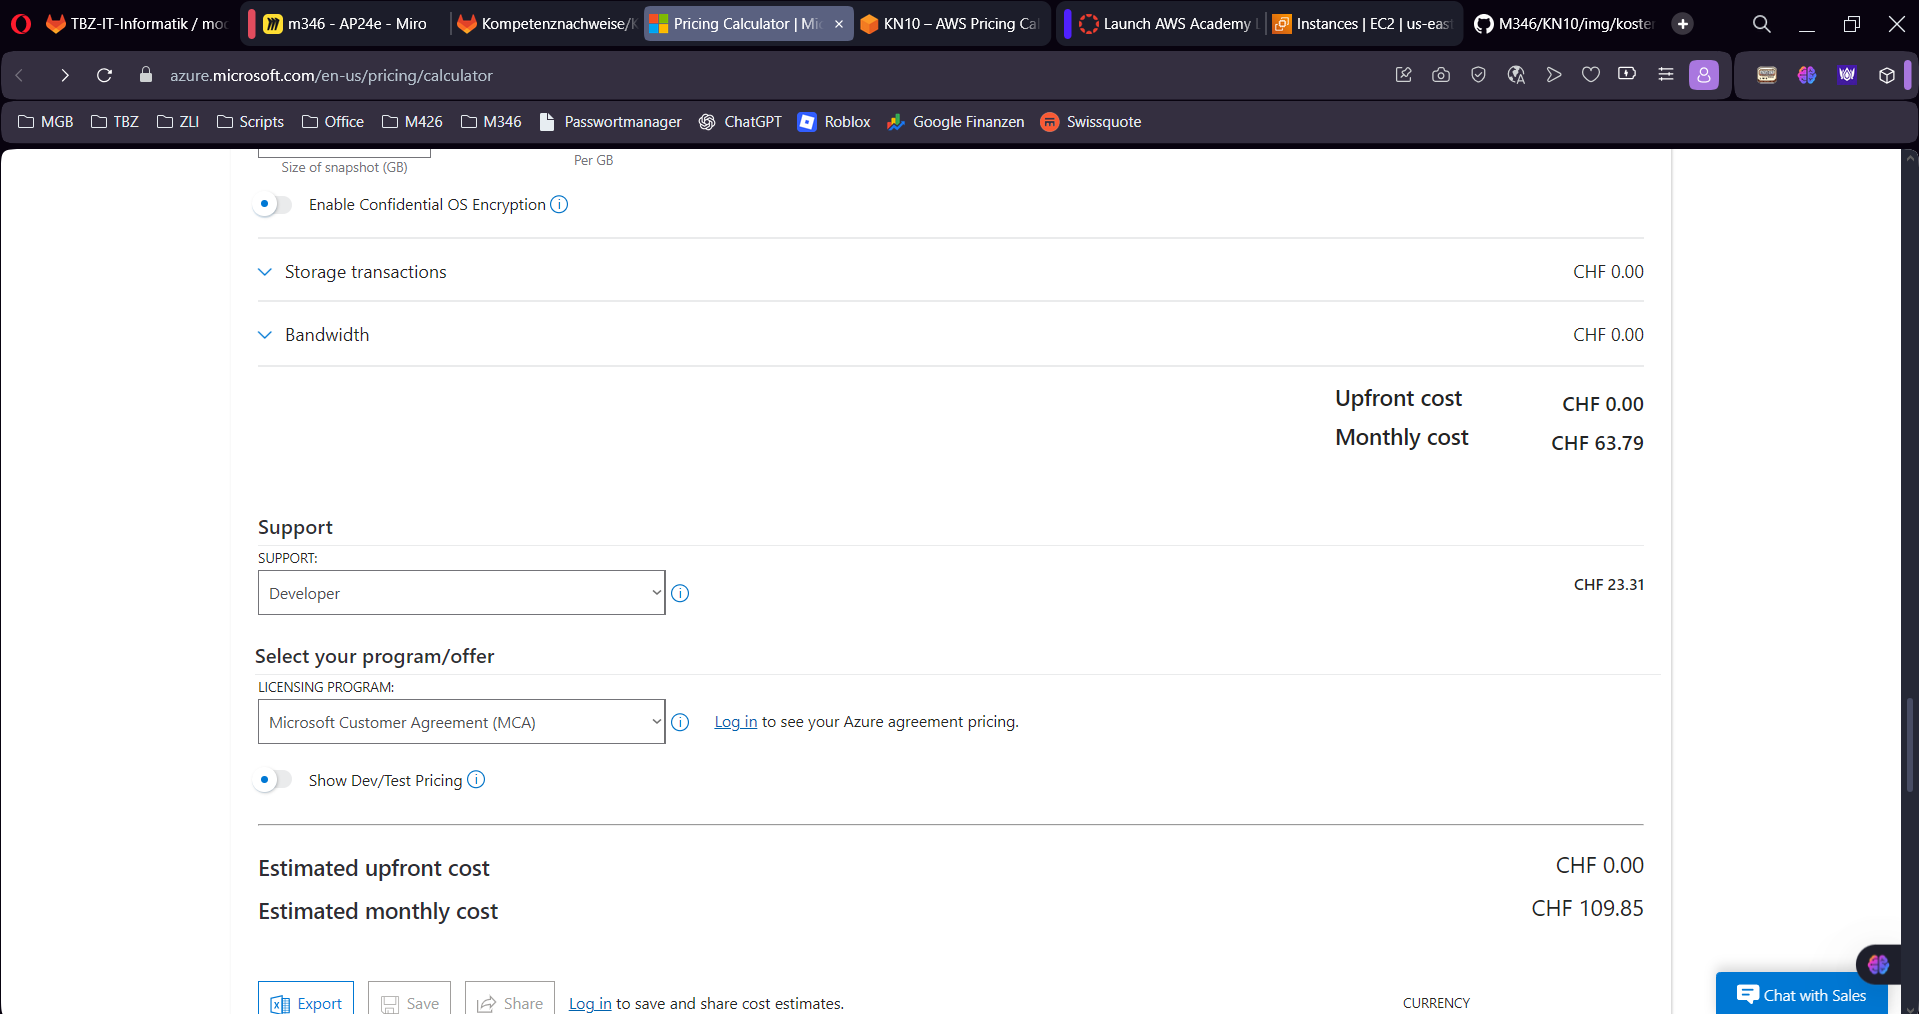 TBZ-IT-Informatik / mo
m346 - AP24e - Miro
Kompetenznachweise/K
Pricing Calculator | Mic
KN10 – AWS Pricing Ca
Launch AWS Academy
Instances | EC2 | us-eas
M346/KN10/img/koste
azure.microsoft.com/en-us/pricing/calculator
MGB
TBZ
ZLI
Scripts
Office
M426
M346
Passwortmanager
ChatGPT
Roblox
Google Finanzen
Swissquote
Size of snapshot (GB)
Per GB
Enable Confidential OS Encryption
Storage transactions
CHF 0.00
Bandwidth
CHF 0.00
Upfront cost
CHF 0.00
Monthly cost
CHF 63.79
Support
SUPPORT:
Developer
CHF 23.31
Select your program/offer
LICENSING PROGRAM:
Microsoft Customer Agreement (MCA)
Log in to see your Azure agreement pricing.
Show Dev/Test Pricing
Estimated upfront cost
CHF 0.00
Estimated monthly cost
CHF 109.85
Export
Save
Share
Log in to save and share cost estimates.
CURRENCY
Chat with Sales